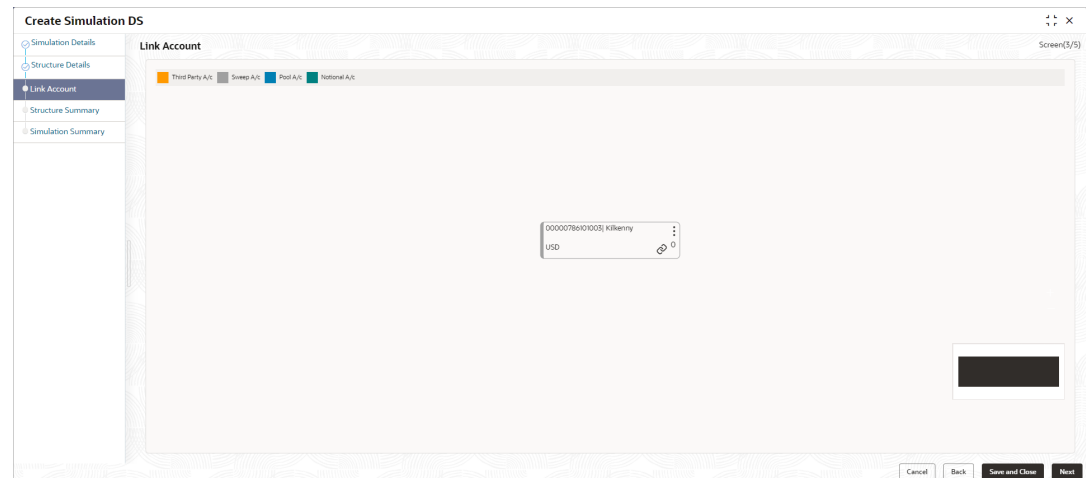 Create Simulation DS
Simulation Details
Structure Details
Link Account
Structure Summary
Simulation Summary
Link Account
Screen(3/5)
Third Party A/c Sweep A/c Pool A/c Notional A/c
00000786101003| Kilkenny
USD
0
Cancel Back Save and Close Next